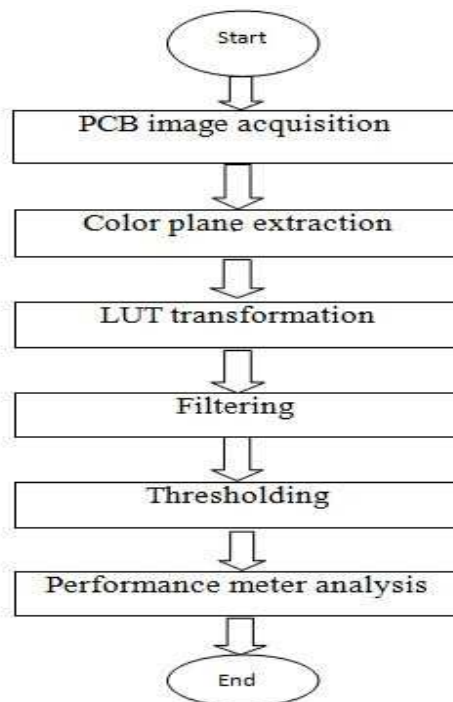 Start
PCB image acquisition
Color plane extraction
LUT transformation
Filtering
Thresholding
Performance meter analysis
End